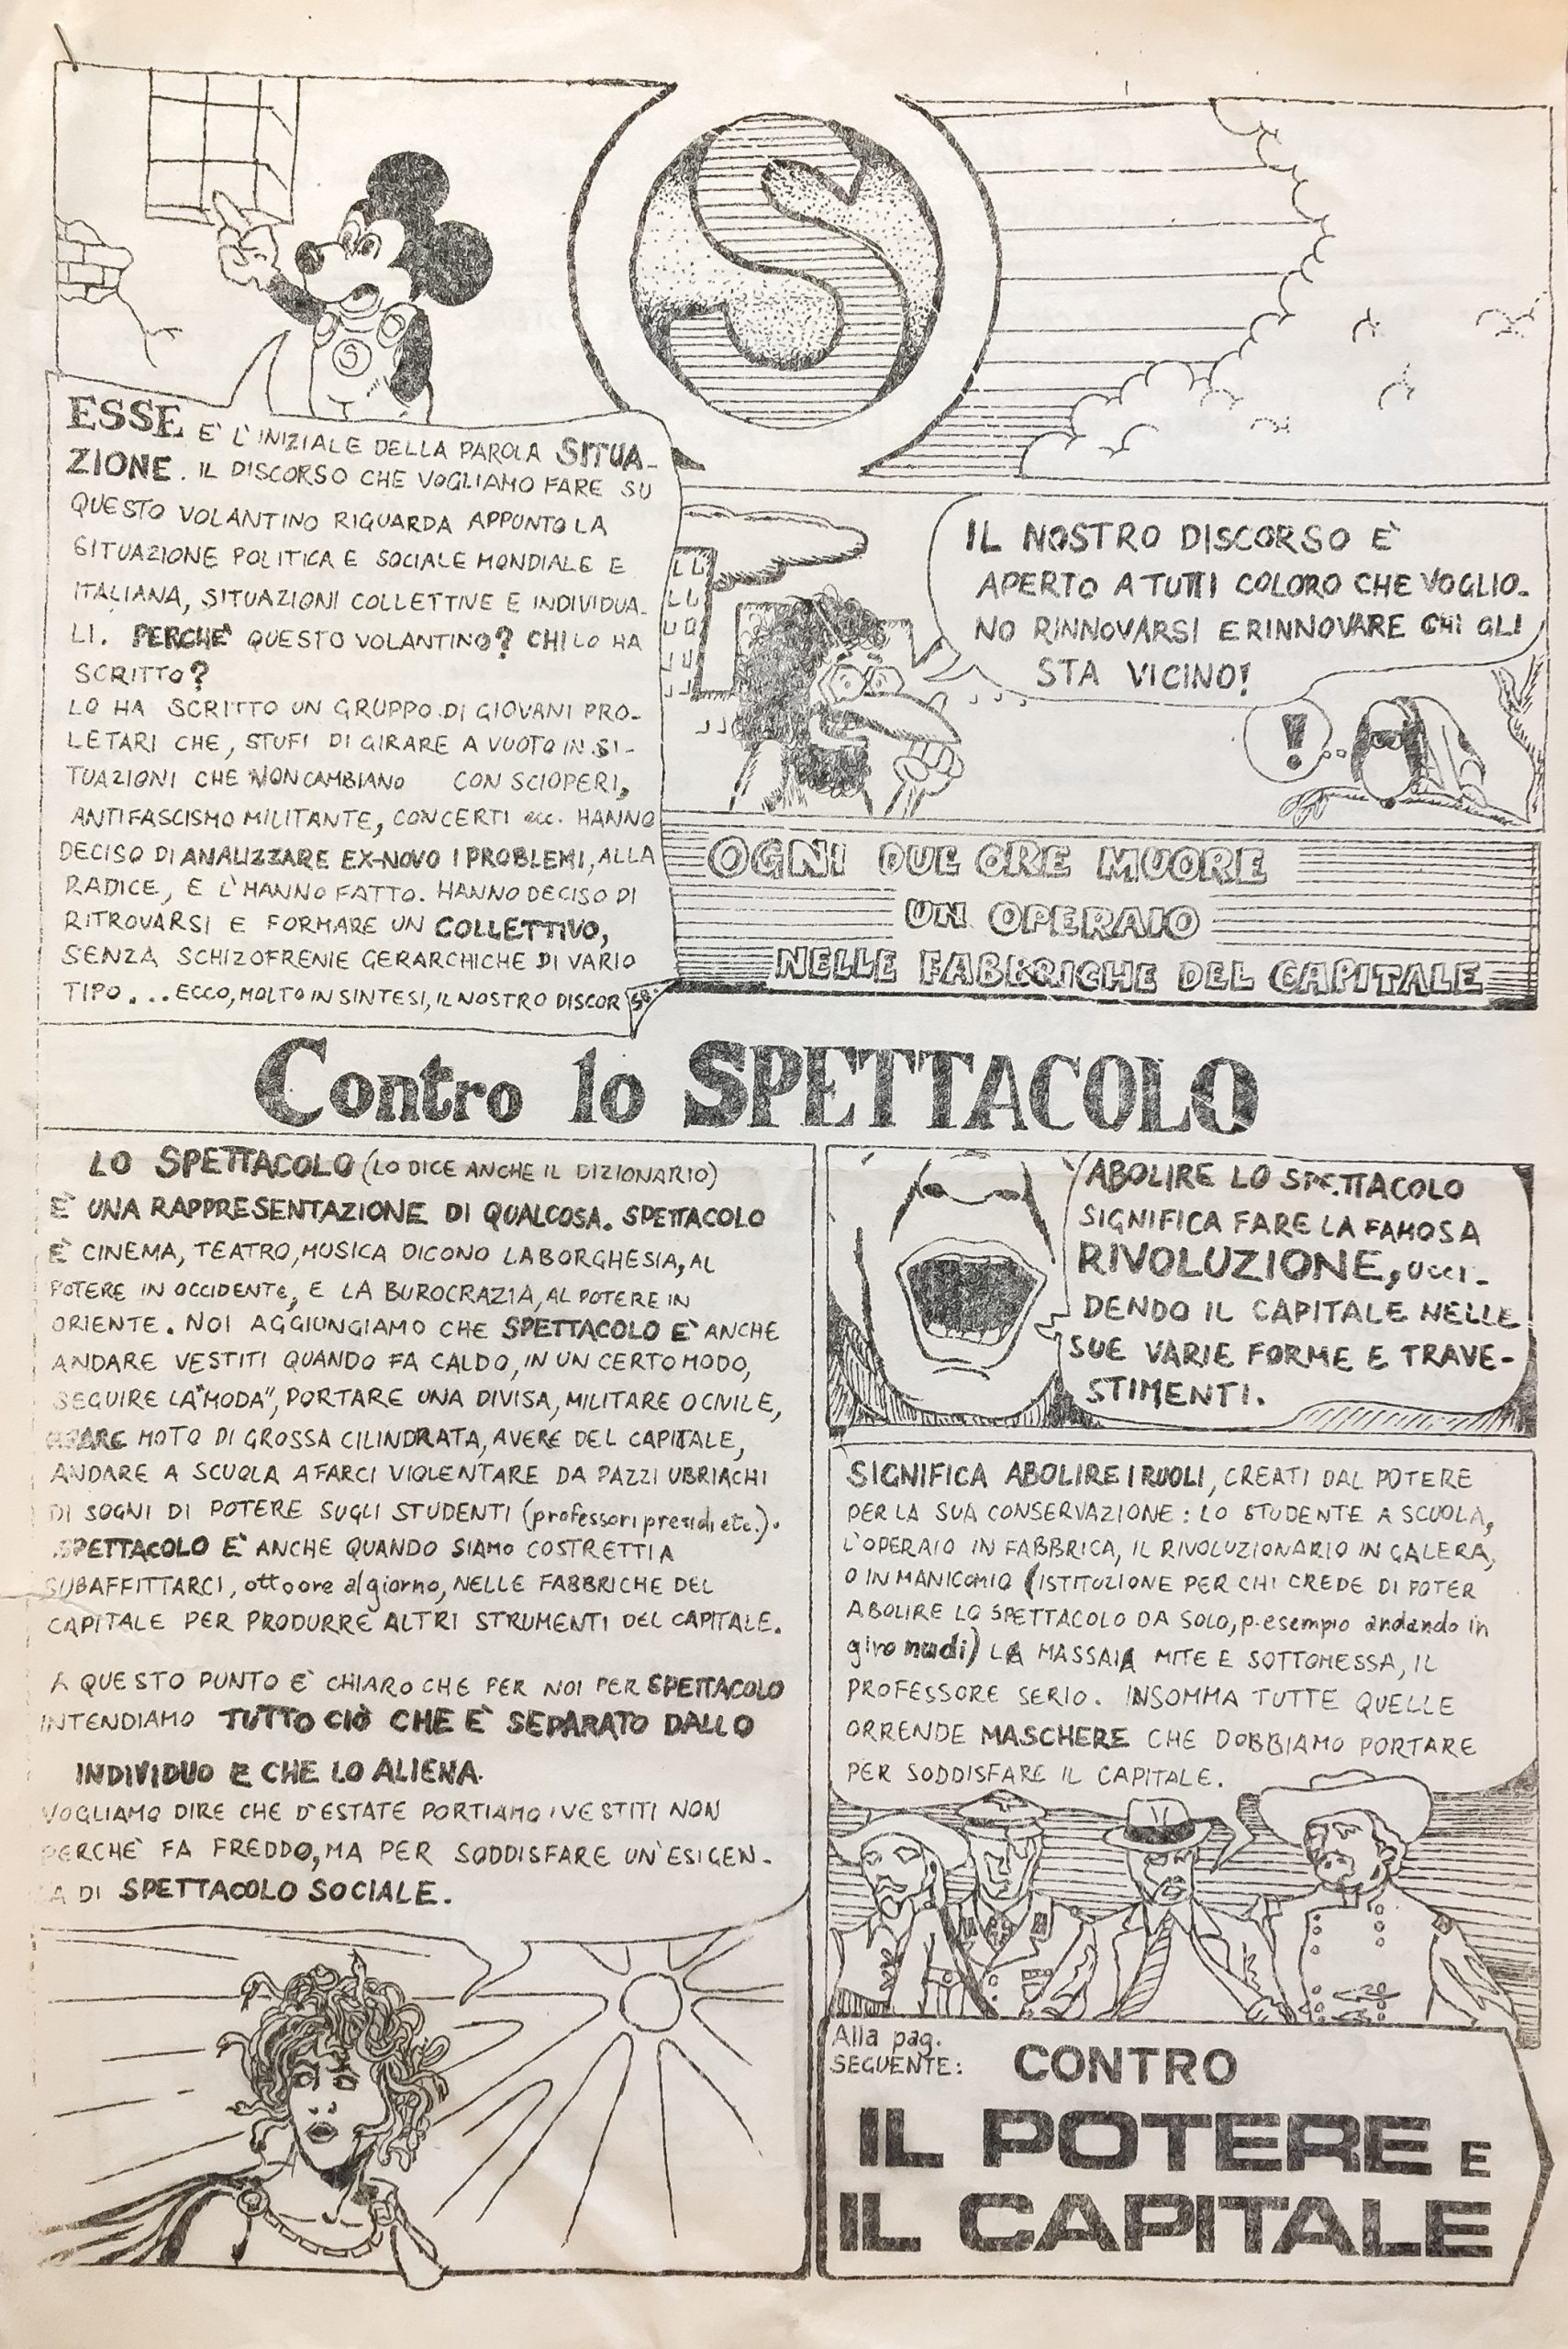 S
ESSE E' L'INIZIALE DELLA PAROLA SITUA-
ZIONE. IL DISCORSO CHE VOGLIAMO FARE SU
QUESTO VOLANTINO RIGUARDA APPUNTO LA
SITUAZIONE POLITICA E SOCIALE MONDIALE E
ITALIANA, SITUAZIONI COLLETTIVE E INDIVIDUA-
LI. PERCHE' QUESTO VOLANTINO? CHI LO HA
SCRITTO?
LO HA SCRITTO UN GRUPPO DI GIOVANI PRO-
LETARI CHE, STUFI DI GIRARE A VUOTO IN SI-
TUAZIONI CHE NON CAMBIANO CON SCIOPERI,
ANTIFASCISMO MILITANTE, CONCERTI ecc. HANNO
DECISO DI ANALIZZARE EX-NOVO I PROBLEMI, ALLA
RADICE, E L'HANNO FATTO. HANNO DECISO DI
RITROVARSI E FORMARE UN COLLETTIVO,
SENZA SCHIZOFRENIE GERARCHICHE DI VARIO
TIPO... ECCO, MOLTO IN SINTESI, IL NOSTRO DISCOR SO.
IL NOSTRO DISCORSO È
APERTO A TUTTI COLORO CHE VOGLIO-
NO RINNOVARSI E RINNOVARE CHI GLI
STA VICINO!
!
OGNI DUE ORE MUORE
UN OPERAIO
NELLE FABBRICHE DEL CAPITALE
Contro lo SPETTACOLO
LO SPETTACOLO (LO DICE ANCHE IL DIZIONARIO)
E' UNA RAPPRESENTAZIONE DI QUALCOSA. SPETTACOLO
E' CINEMA, TEATRO, MUSICA DICONO LA BORGHESIA, AL
POTERE IN OCCIDENTE, E LA BUROCRAZIA, AL POTERE IN
ORIENTE. NOI AGGIUNGIAMO CHE SPETTACOLO E' ANCHE
ANDARE VESTITI QUANDO FA CALDO, IN UN CERTO MODO,
SEGUIRE LA "MODA", PORTARE UNA DIVISA, MILITARE O CIVILE,
USARE MOTO DI GROSSA CILINDRATA, AVERE DEL CAPITALE,
ANDARE A SCUOLA A FARCI VIOLENTARE DA PAZZI UBRIACHI
DI SOGNI DI POTERE SUGLI STUDENTI (professori presidi etc.).
SPETTACOLO E' ANCHE QUANDO SIAMO COSTRETTI A
SUBAFFITTARCI, otto ore al giorno, NELLE FABBRICHE DEL
CAPITALE PER PRODURRE ALTRI STRUMENTI DEL CAPITALE.
A QUESTO PUNTO E' CHIARO CHE PER NOI PER SPETTACOLO
INTENDIAMO TUTTO CIÒ CHE E' SEPARATO DALLO
INDIVIDUO E CHE LO ALIENA.
VOGLIAMO DIRE CHE D'ESTATE PORTIAMO I VESTITI NON
PERCHE' FA FREDDO, MA PER SODDISFARE UN'ESIGEN-
ZA DI SPETTACOLO SOCIALE.
ABOLIRE LO SPETTACOLO
SIGNIFICA FARE LA FAMOSA
RIVOLUZIONE, UCCI-
DENDO IL CAPITALE NELLE
SUE VARIE FORME E TRAVE-
STIMENTI.
SIGNIFICA ABOLIRE I RUOLI, CREATI DAL POTERE
PER LA SUA CONSERVAZIONE: LO STUDENTE A SCUOLA,
L'OPERAIO IN FABBRICA, IL RIVOLUZIONARIO IN GALERA,
O IN MANICOMIO (ISTITUZIONE PER CHI CREDE DI POTER
ABOLIRE LO SPETTACOLO DA SOLO, p. esempio andando in
giro nudi) LA MASSAIA MITE E SOTTOMESSA, IL
PROFESSORE SERIO. INSOMMA TUTTE QUELLE
ORRENDE MASCHERE CHE DOBBIAMO PORTARE
PER SODDISFARE IL CAPITALE.
Alla pag.
SEGUENTE:
CONTRO
IL POTERE E
IL CAPITALE